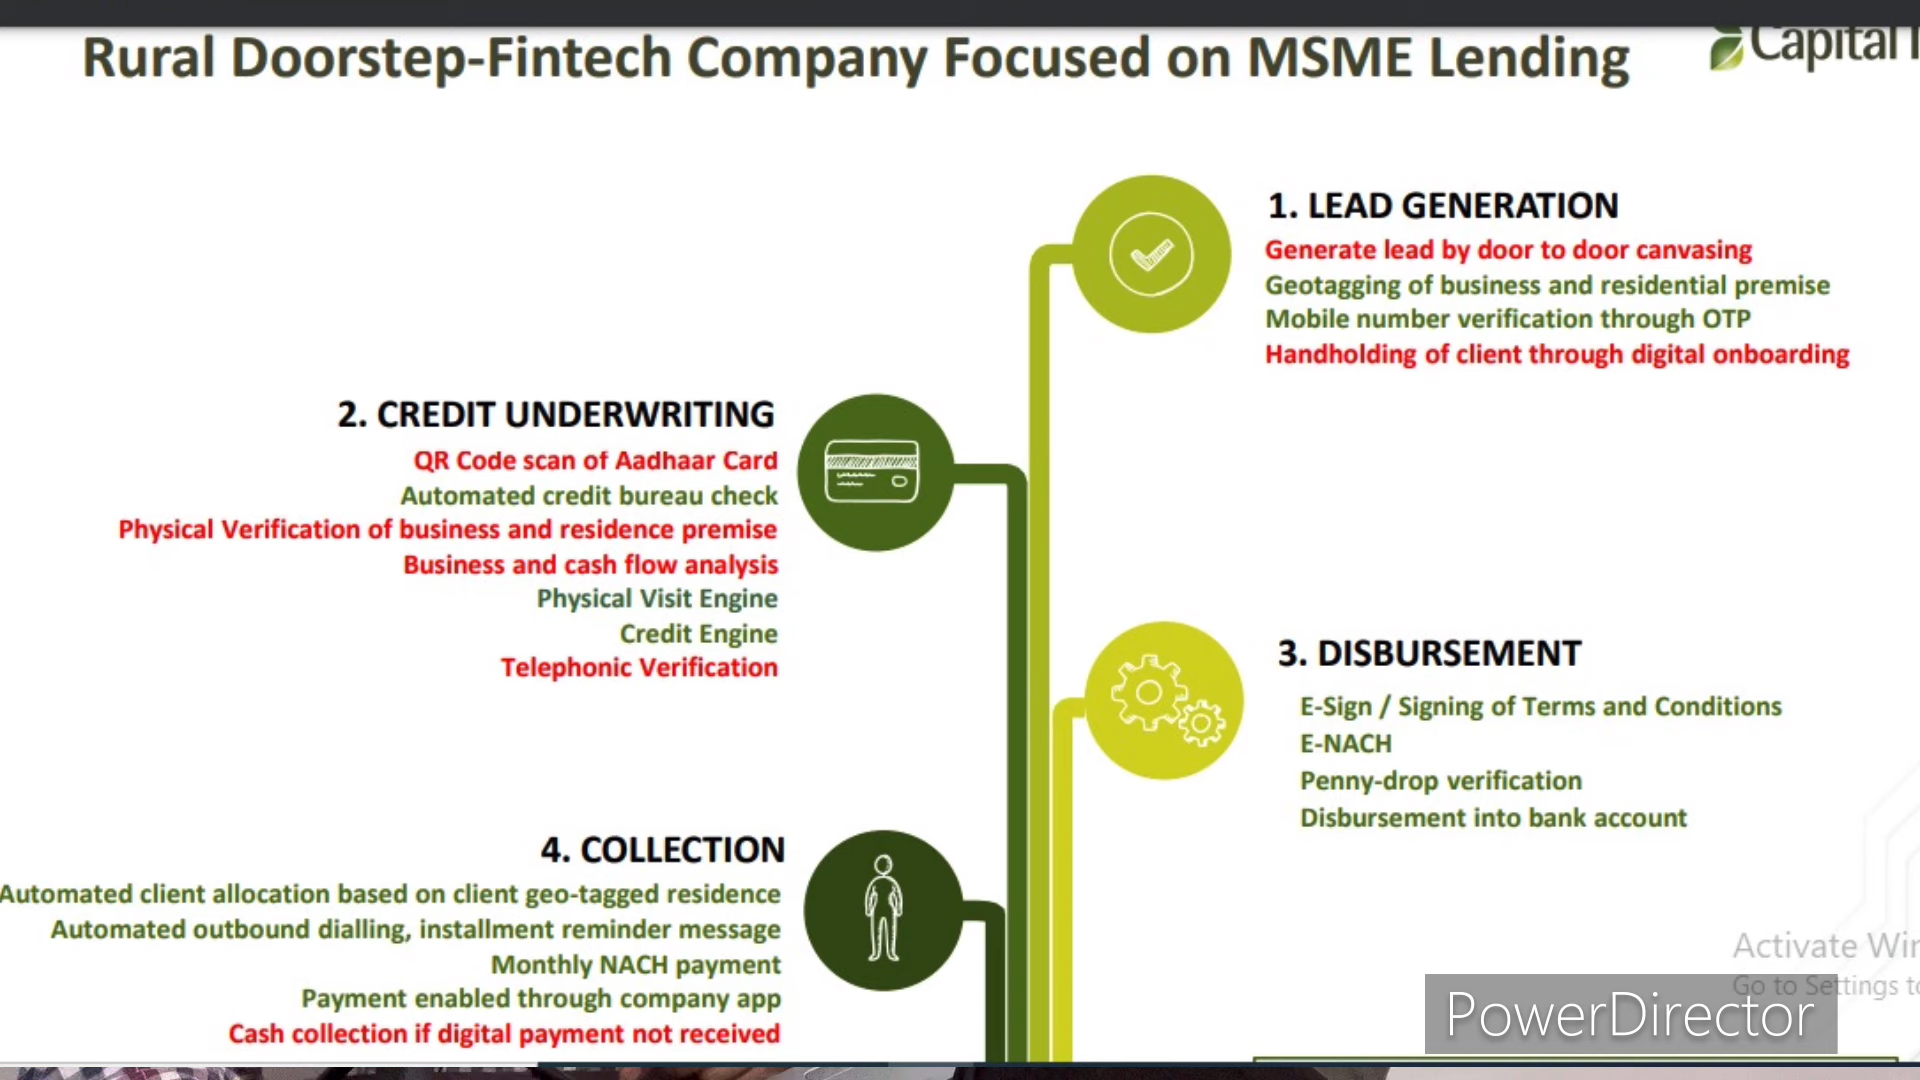 Rural Doorstep-Fintech Company Focused on MSME Lending
Capital
1. LEAD GENERATION
Generate lead by door to door canvasing
Geotagging of business and residential premise
Mobile number verification through OTP
Handholding of client through digital onboarding
2. CREDIT UNDERWRITING
QR Code scan of Aadhaar Card
Automated credit bureau check
Physical Verification of business and residence premise
Business and cash flow analysis
Physical Visit Engine
Credit Engine
Telephonic Verification
3. DISBURSEMENT
E-Sign / Signing of Terms and Conditions
E-NACH
Penny-drop verification
Disbursement into bank account
4. COLLECTION
Automated client allocation based on client geo-tagged residence
Automated outbound dialling, installment reminder message
Monthly NACH payment
Payment enabled through company app
Cash collection if digital payment not received
Activate Wi
Go to Settings to
PowerDirector